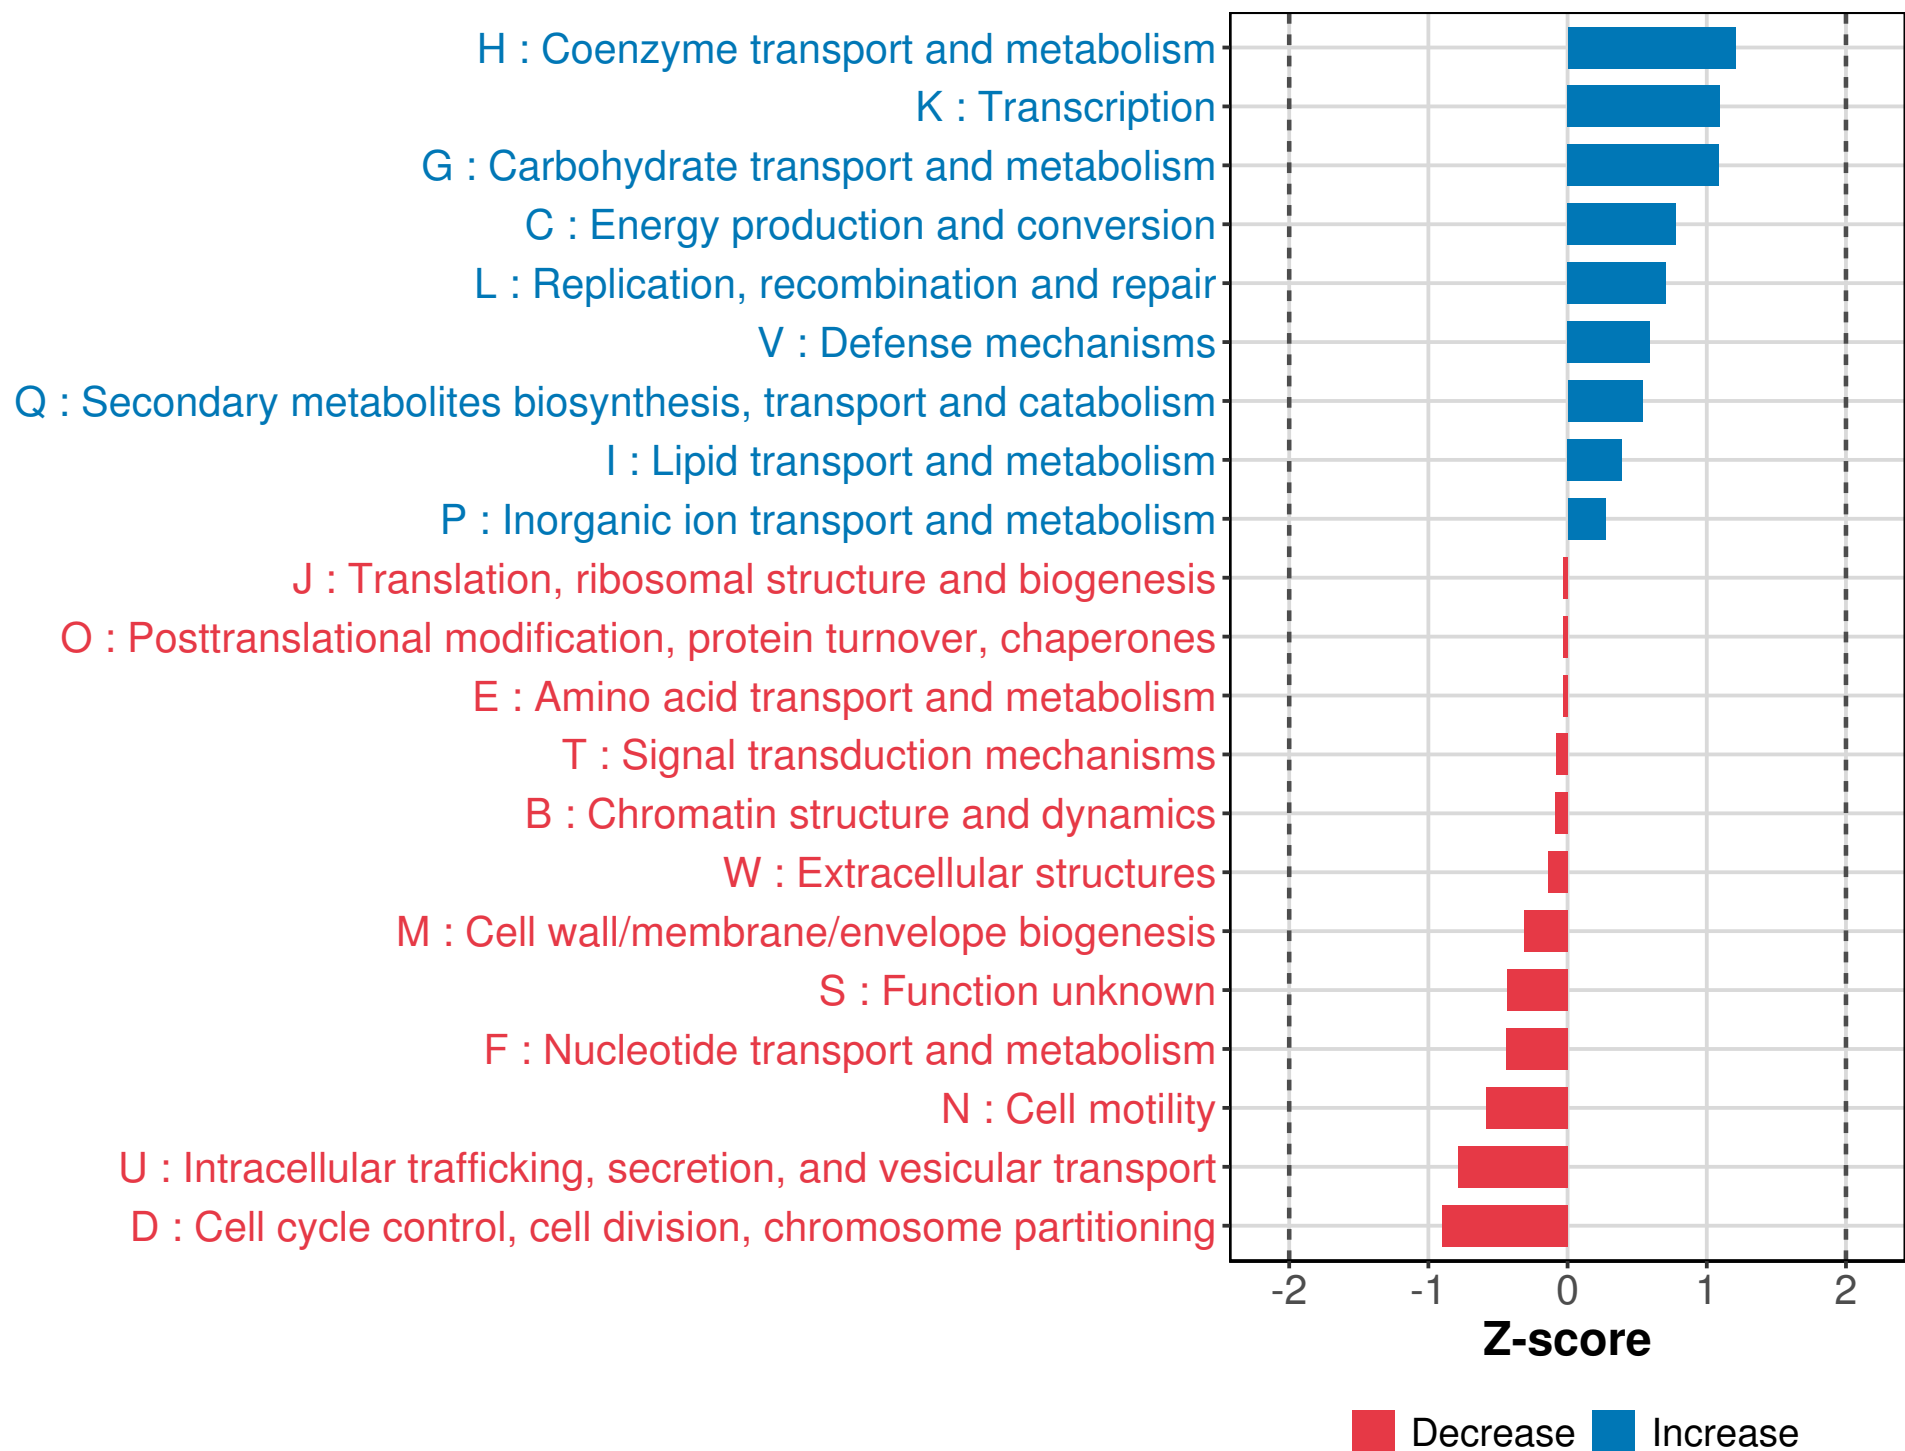 H : Coenzyme transport and metabolism
K : Transcription
G : Carbohydrate transport and metabolism
C : Energy production and conversion
L : Replication, recombination and repair
V : Defense mechanisms
Q : Secondary metabolites biosynthesis, transport and catabolism
I : Lipid transport and metabolism
P : Inorganic ion transport and metabolism
J : Translation, ribosomal structure and biogenesis
O : Posttranslational modification, protein turnover, chaperones
E : Amino acid transport and metabolism
T : Signal transduction mechanisms
B : Chromatin structure and dynamics
W : Extracellular structures
M : Cell wall/membrane/envelope biogenesis
S : Function unknown
F : Nucleotide transport and metabolism
N : Cell motility
U : Intracellular trafficking, secretion, and vesicular transport
D : Cell cycle control, cell division, chromosome partitioning
-2 -1 0 1 2
Z-score
Decrease Increase